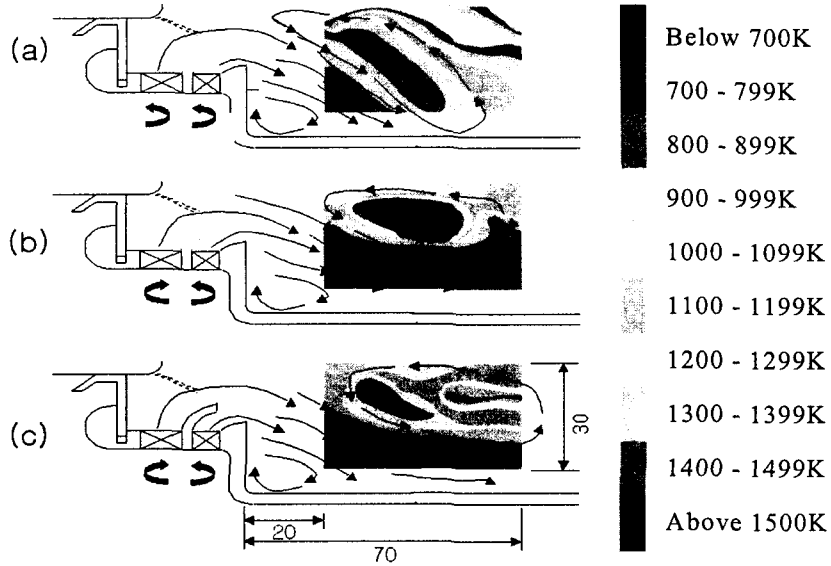 (a)
(b)
(c)
20
70
30
Below 700K
700 - 799K
800 - 899K
900 - 999K
1000 - 1099K
1100 - 1199K
1200 - 1299K
1300 - 1399K
1400 - 1499K
Above 1500K